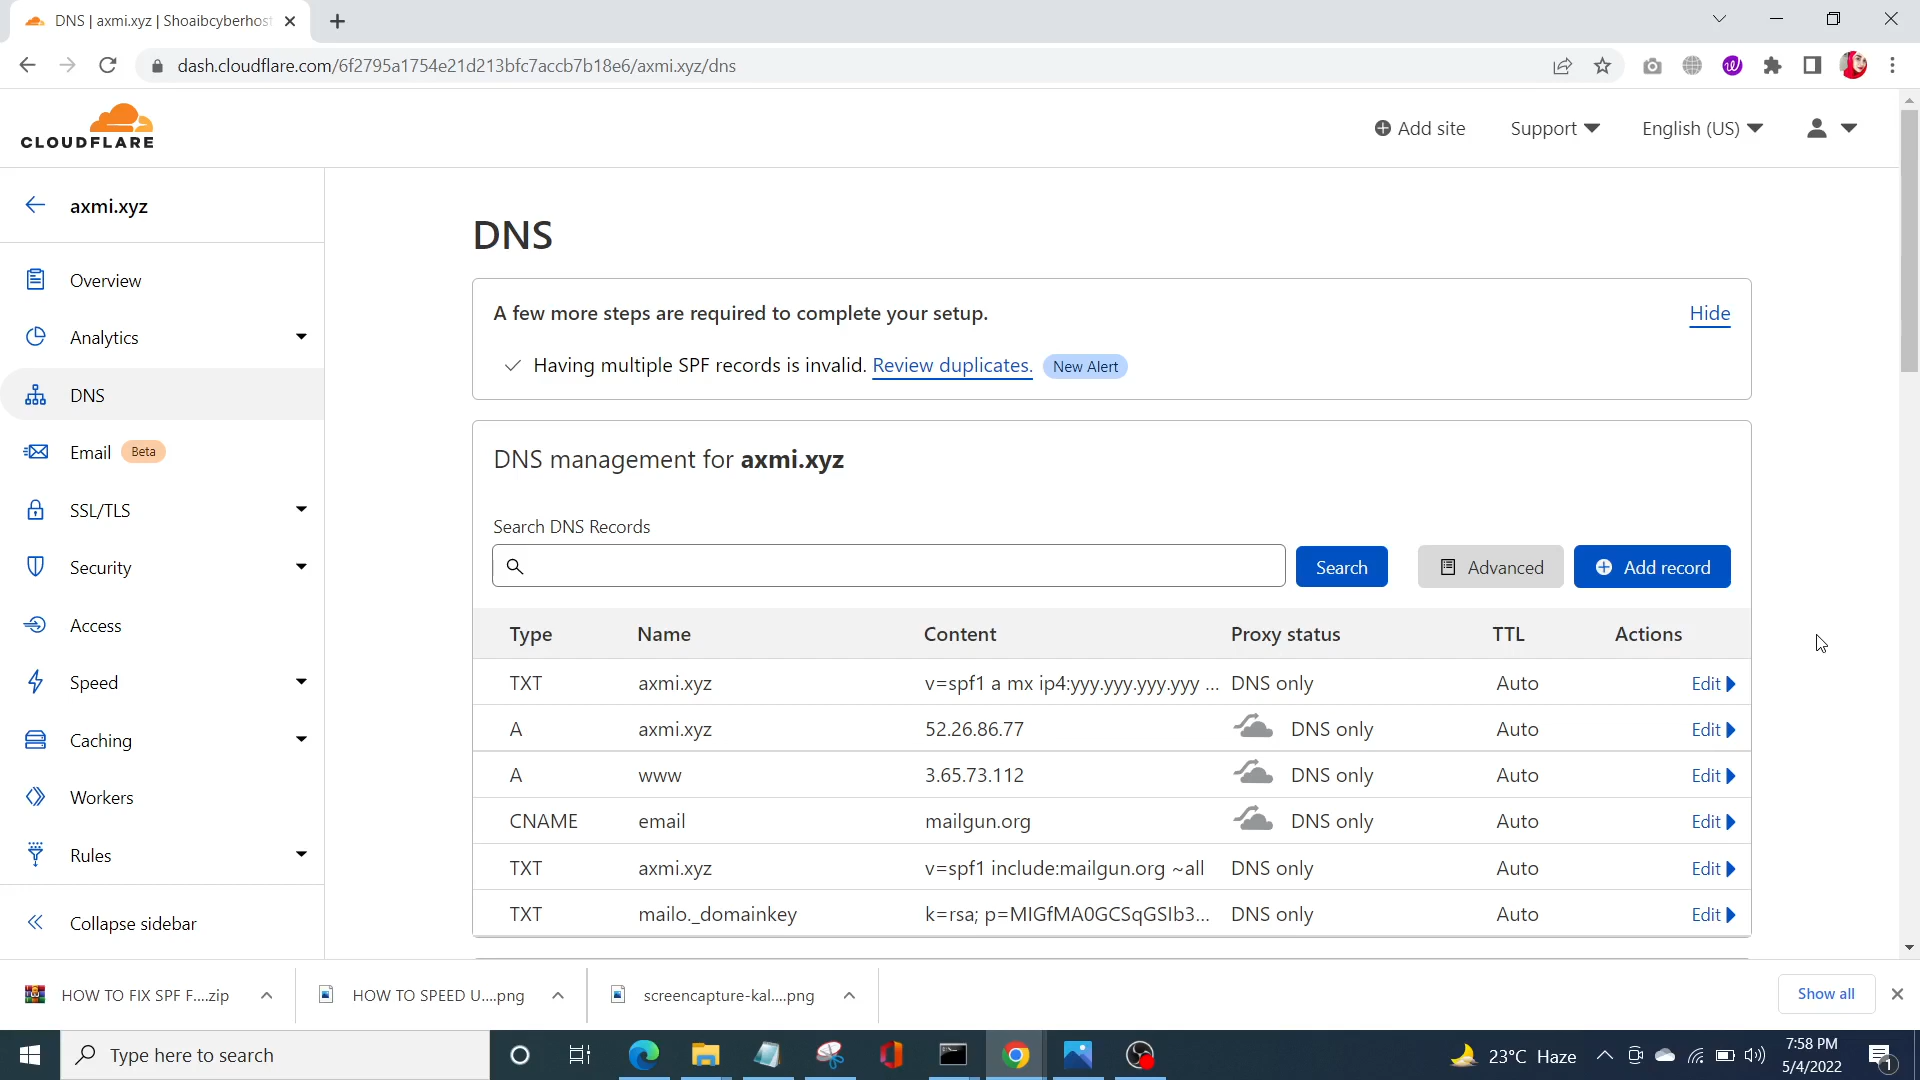 DNS | axmi.xyz | Shoaibcyberhost
dash.cloudflare.com/6f2795a1754e21d213bfc7accb7b18e6/axmi.xyz/dns
CLOUDFLARE
Add site
Support
English (US)
axmi.xyz
Overview
Analytics
DNS
Email Beta
SSL/TLS
Security
Access
Speed
Caching
Workers
Rules
Collapse sidebar
DNS
A few more steps are required to complete your setup.
Hide
Having multiple SPF records is invalid. Review duplicates. New Alert
DNS management for axmi.xyz
Search DNS Records
Search
Advanced
Add record
Type Name Content Proxy status TTL Actions
TXT axmi.xyz v=spf1 a mx ip4:yyy.yyy.yyy.yyy ... DNS only Auto Edit
A axmi.xyz 52.26.86.77 DNS only Auto Edit
A www 3.65.73.112 DNS only Auto Edit
CNAME email mailgun.org DNS only Auto Edit
TXT axmi.xyz v=spf1 include:mailgun.org ~all DNS only Auto Edit
TXT mailo._domainkey k=rsa; p=MIGfMA0GCSqGSIb3... DNS only Auto Edit
HOW TO FIX SPF F....zip
HOW TO SPEED U....png
screencapture-kal....png
Show all
Type here to search
23°C Haze
7:58 PM
5/4/2022
1